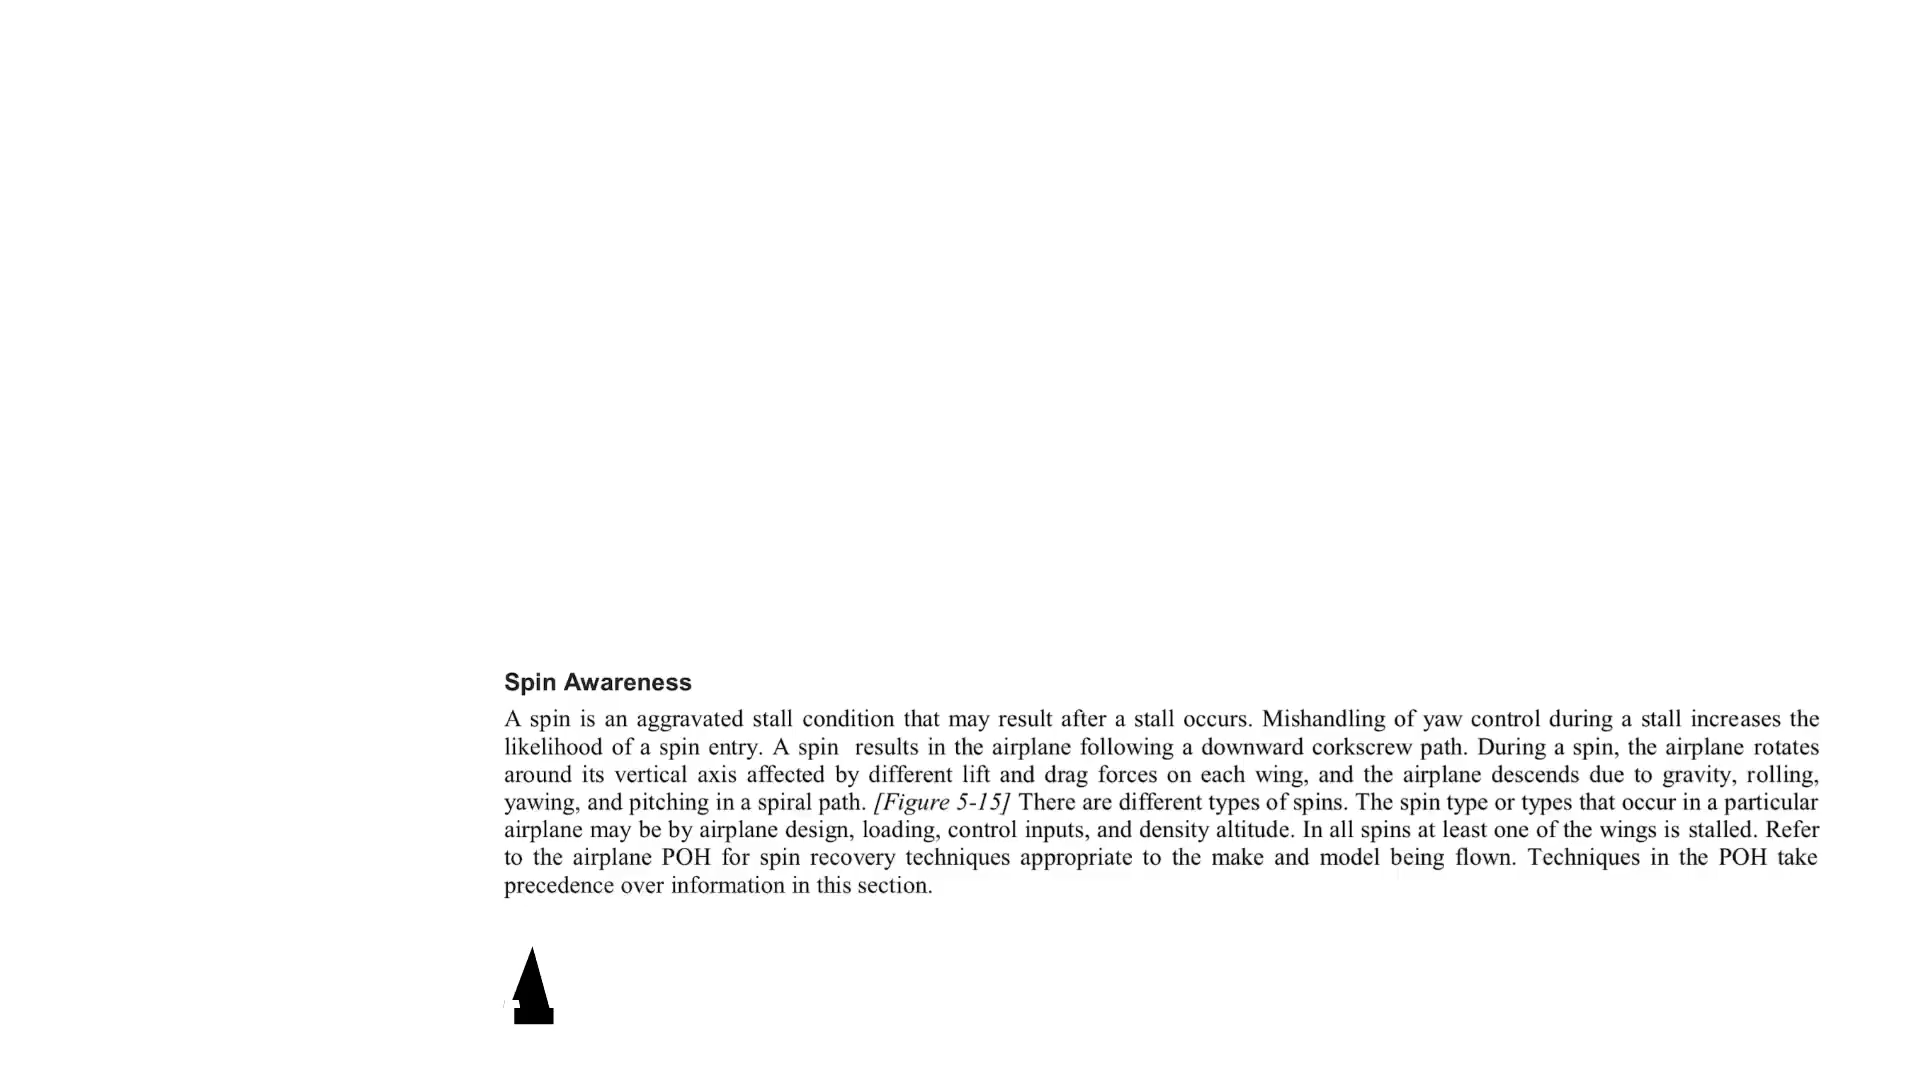 Spin Awareness
A spin is an aggravated stall condition that may result after a stall occurs. Mishandling of yaw control during a stall increases the
likelihood of a spin entry. A spin  results in the airplane following a downward corkscrew path. During a spin, the airplane rotates
around its vertical axis affected by different lift and drag forces on each wing, and the airplane descends due to gravity, rolling,
yawing, and pitching in a spiral path. [Figure 5-15] There are different types of spins. The spin type or types that occur in a particular
airplane may be by airplane design, loading, control inputs, and density altitude. In all spins at least one of the wings is stalled. Refer
to the airplane POH for spin recovery techniques appropriate to the make and model being flown. Techniques in the POH take
precedence over information in this section.